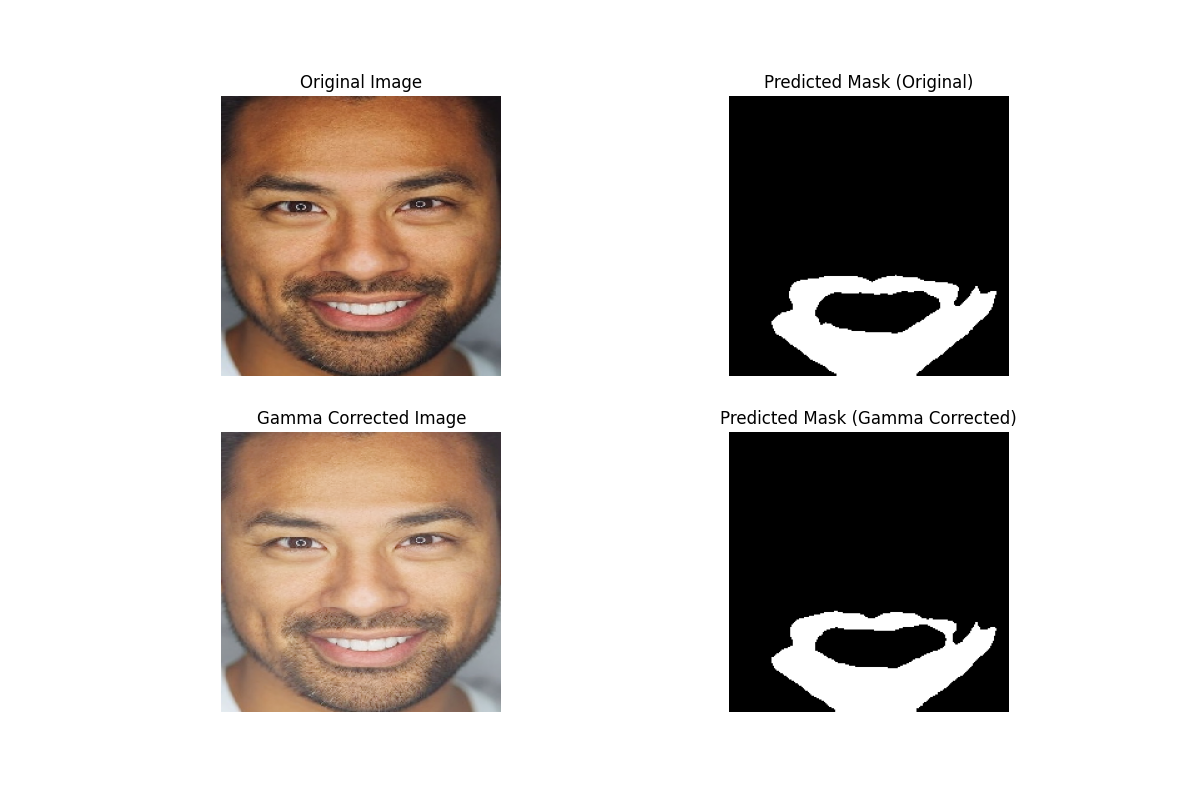 Original Image
Predicted Mask (Original)
Gamma Corrected Image
Predicted Mask (Gamma Corrected)